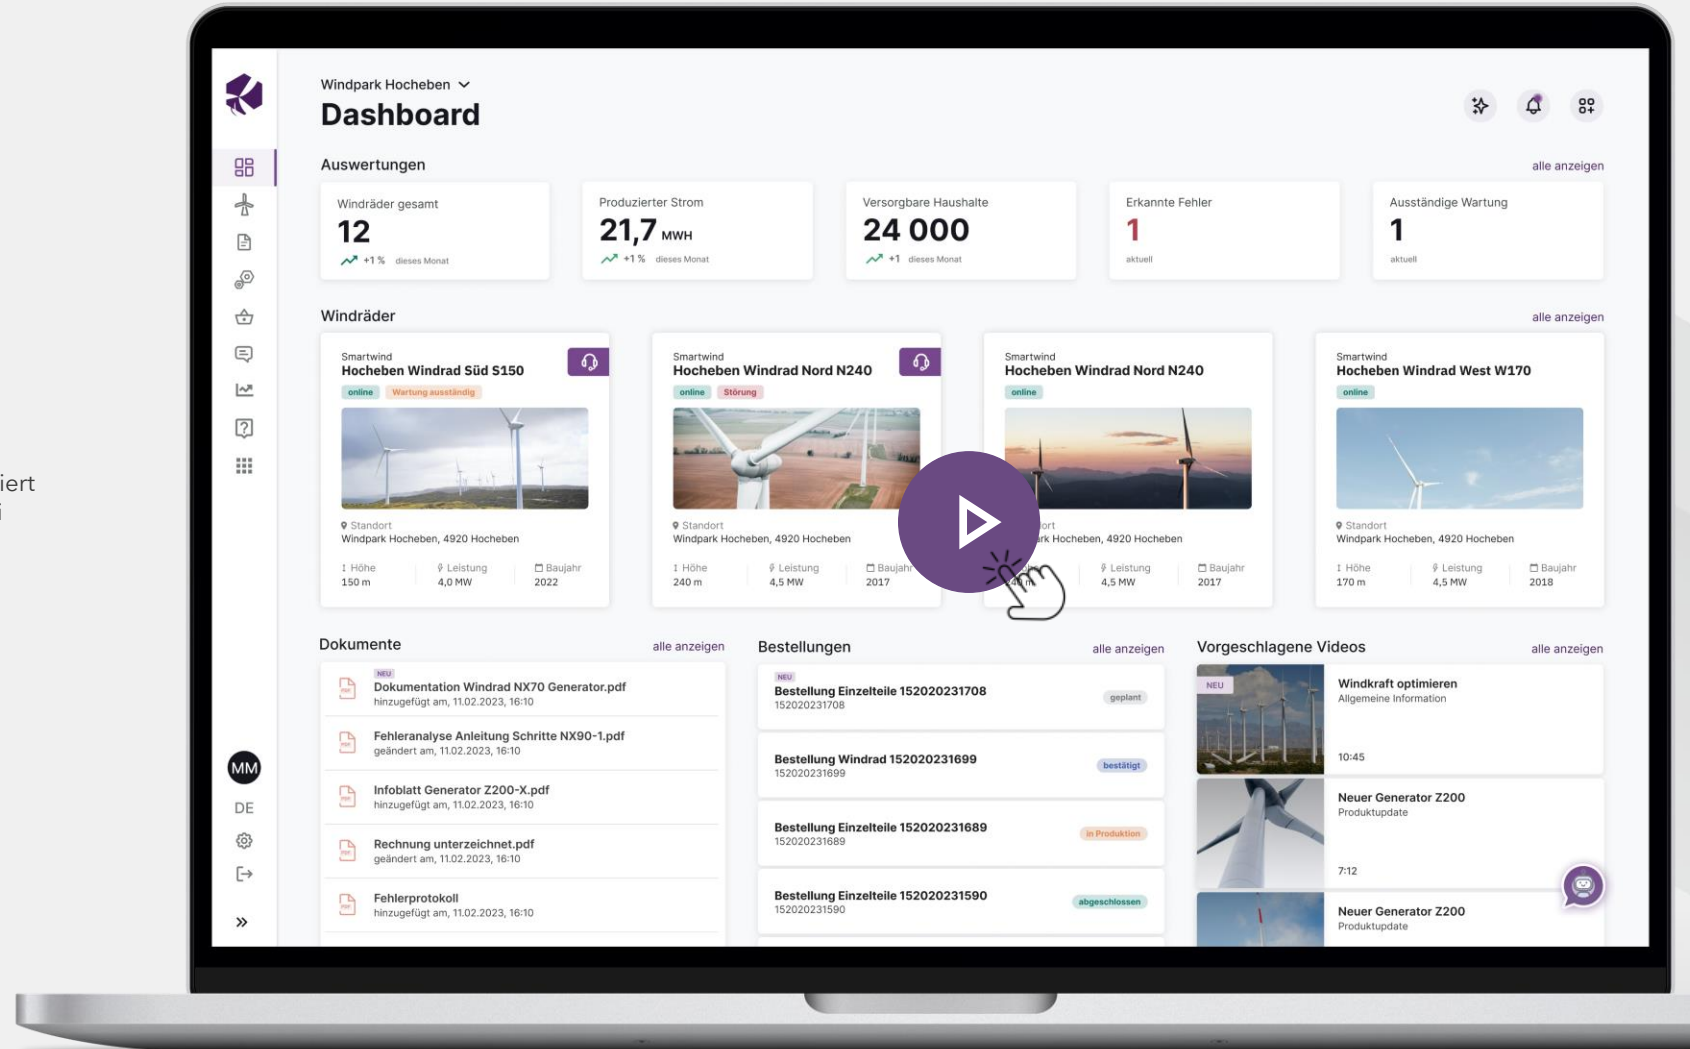 Windpark Hocheben
Dashboard
Auswertungen
alle anzeigen
Windräder gesamt
12
+1 % dieses Monat
Produzierter Strom
21,7 MWH
+1 % dieses Monat
Versorgbare Haushalte
24 000
+1 dieses Monat
Erkannte Fehler
1
aktuell
Ausständige Wartung
1
aktuell
Windräder
alle anzeigen
Smartwind
Hocheben Windrad Süd S150
online Wartung ausständig
Standort
Windpark Hocheben, 4920 Hocheben
Höhe Leistung Baujahr
150 m 4,0 MW 2022
Smartwind
Hocheben Windrad Nord N240
online Störung
Standort
Windpark Hocheben, 4920 Hocheben
Höhe Leistung Baujahr
240 m 4,5 MW 2017
Smartwind
Hocheben Windrad Nord N240
online
ort
rk Hocheben, 4920 Hocheben
Leistung Baujahr
240 m 4,5 MW 2017
Smartwind
Hocheben Windrad West W170
online
Standort
Windpark Hocheben, 4920 Hocheben
Höhe Leistung Baujahr
170 m 4,5 MW 2018
iert
i
Dokumente
alle anzeigen
NEU
Dokumentation Windrad NX70 Generator.pdf
hinzugefügt am, 11.02.2023, 16:10
Fehleranalyse Anleitung Schritte NX90-1.pdf
geändert am, 11.02.2023, 16:10
Infoblatt Generator Z200-X.pdf
hinzugefügt am, 11.02.2023, 16:10
Rechnung unterzeichnet.pdf
geändert am, 11.02.2023, 16:10
Fehlerprotokoll
hinzugefügt am, 11.02.2023, 16:10
Bestellungen
alle anzeigen
NEU
Bestellung Einzelteile 152020231708
152020231708
geplant
Bestellung Windrad 152020231699
152020231699
bestätigt
Bestellung Einzelteile 152020231689
152020231689
in Produktion
Bestellung Einzelteile 152020231590
152020231590
abgeschlossen
Vorgeschlagene Videos
alle anzeigen
NEU
Windkraft optimieren
Allgemeine Information
10:45
Neuer Generator Z200
Produktupdate
7:12
Neuer Generator Z200
Produktupdate
MM
DE